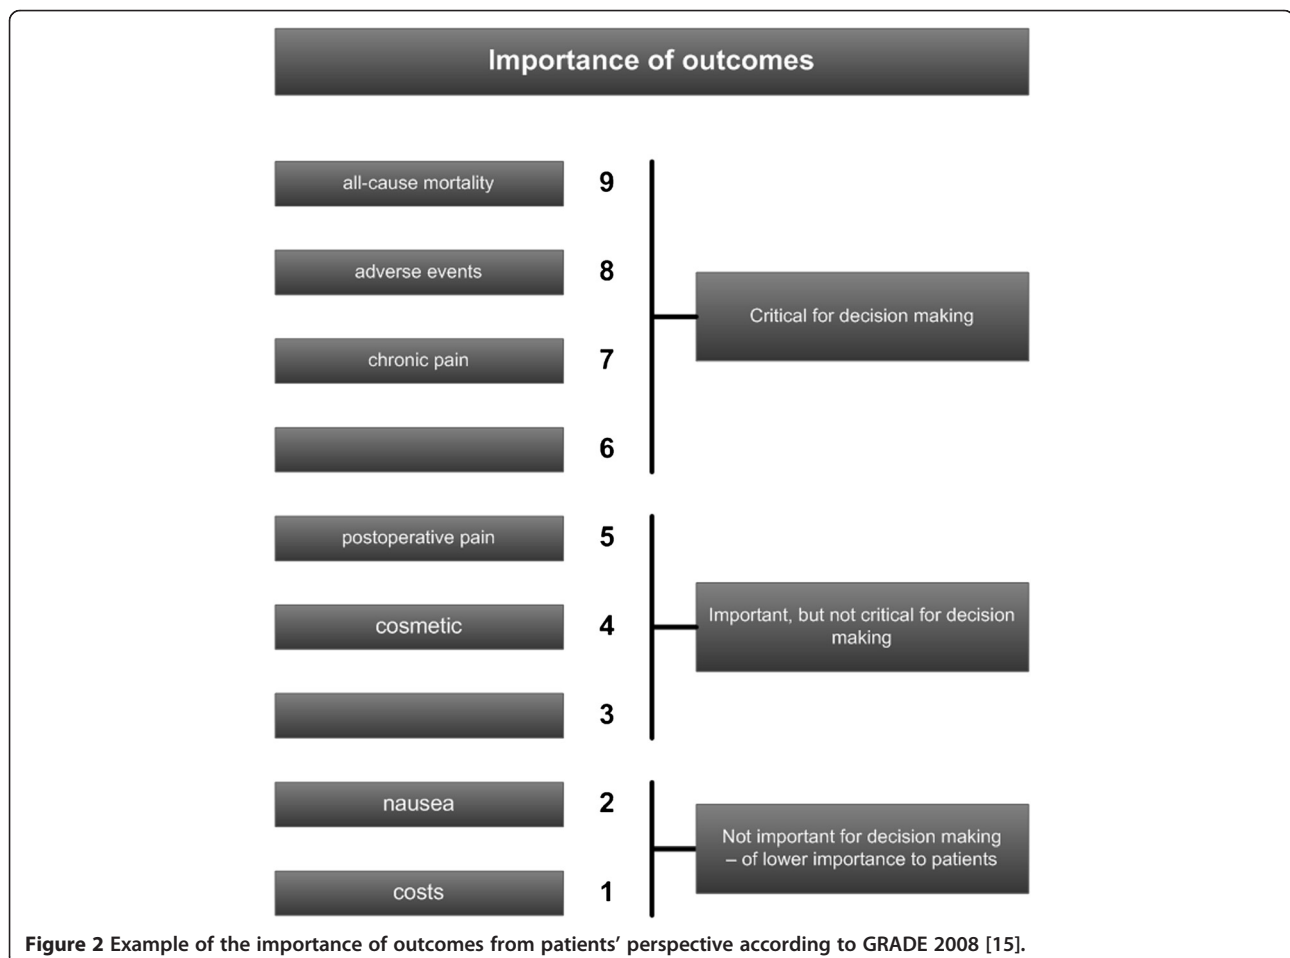 Importance of outcomes
all-cause mortality 9
adverse events 8
Critical for decision making
chronic pain 7
6
postoperative pain 5
cosmetic 4
Important, but not critical for decision
making
3
nausea 2
Not important for decision making
– of lower importance to patients
costs 1
Figure 2 Example of the importance of outcomes from patients’ perspective according to GRADE 2008 [15].